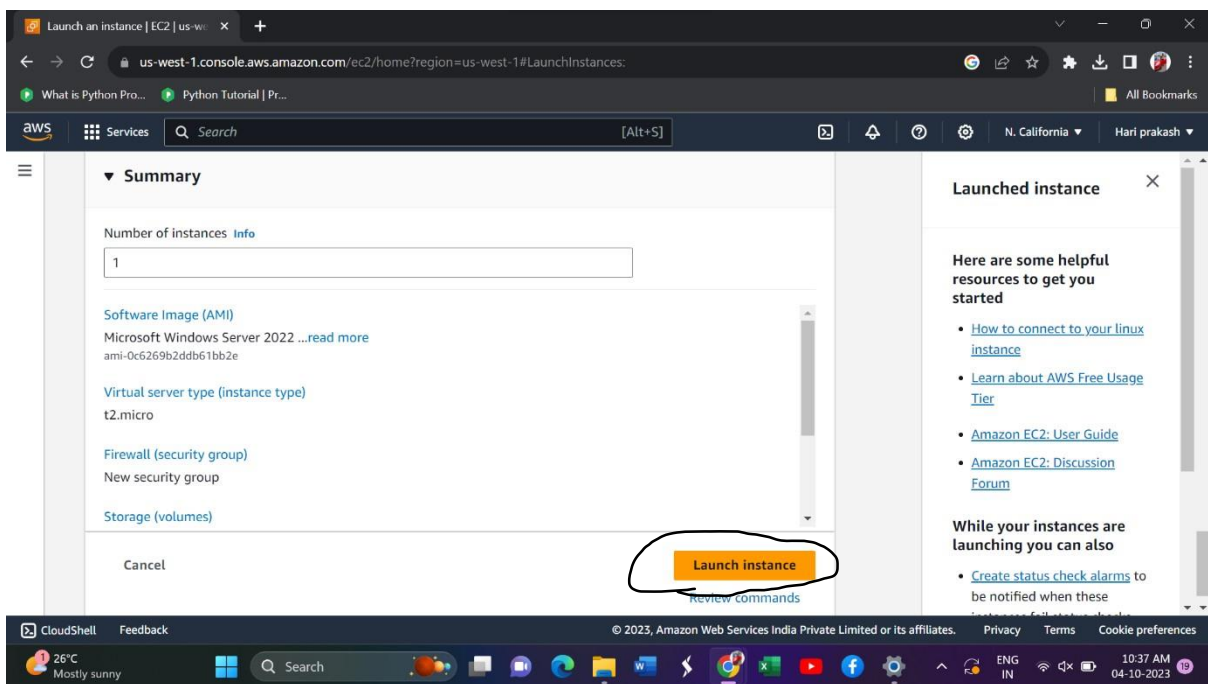 Launch an instance | EC2 | us-we
us-west-1.console.aws.amazon.com/ec2/home?region=us-west-1#LaunchInstances:
What is Python Pro...
Python Tutorial | Pr...
All Bookmarks
aws
Services
Search
[Alt+S]
N. California
Hari prakash
Summary
Number of instances Info
1
Software Image (AMI)
Microsoft Windows Server 2022 ...read more
ami-0c6269b2ddb61bb2e
Virtual server type (instance type)
t2.micro
Firewall (security group)
New security group
Storage (volumes)
Cancel
Launch instance
Review commands
Launched instance
Here are some helpful
resources to get you
started
How to connect to your linux
instance
Learn about AWS Free Usage
Tier
Amazon EC2: User Guide
Amazon EC2: Discussion
Forum
While your instances are
launching you can also
Create status check alarms to
be notified when these
instances fail status checks
CloudShell
Feedback
© 2023, Amazon Web Services India Private Limited or its affiliates.
Privacy
Terms
Cookie preferences
1
26°C
Mostly sunny
Search
ENG
IN
10:37 AM
04-10-2023
19